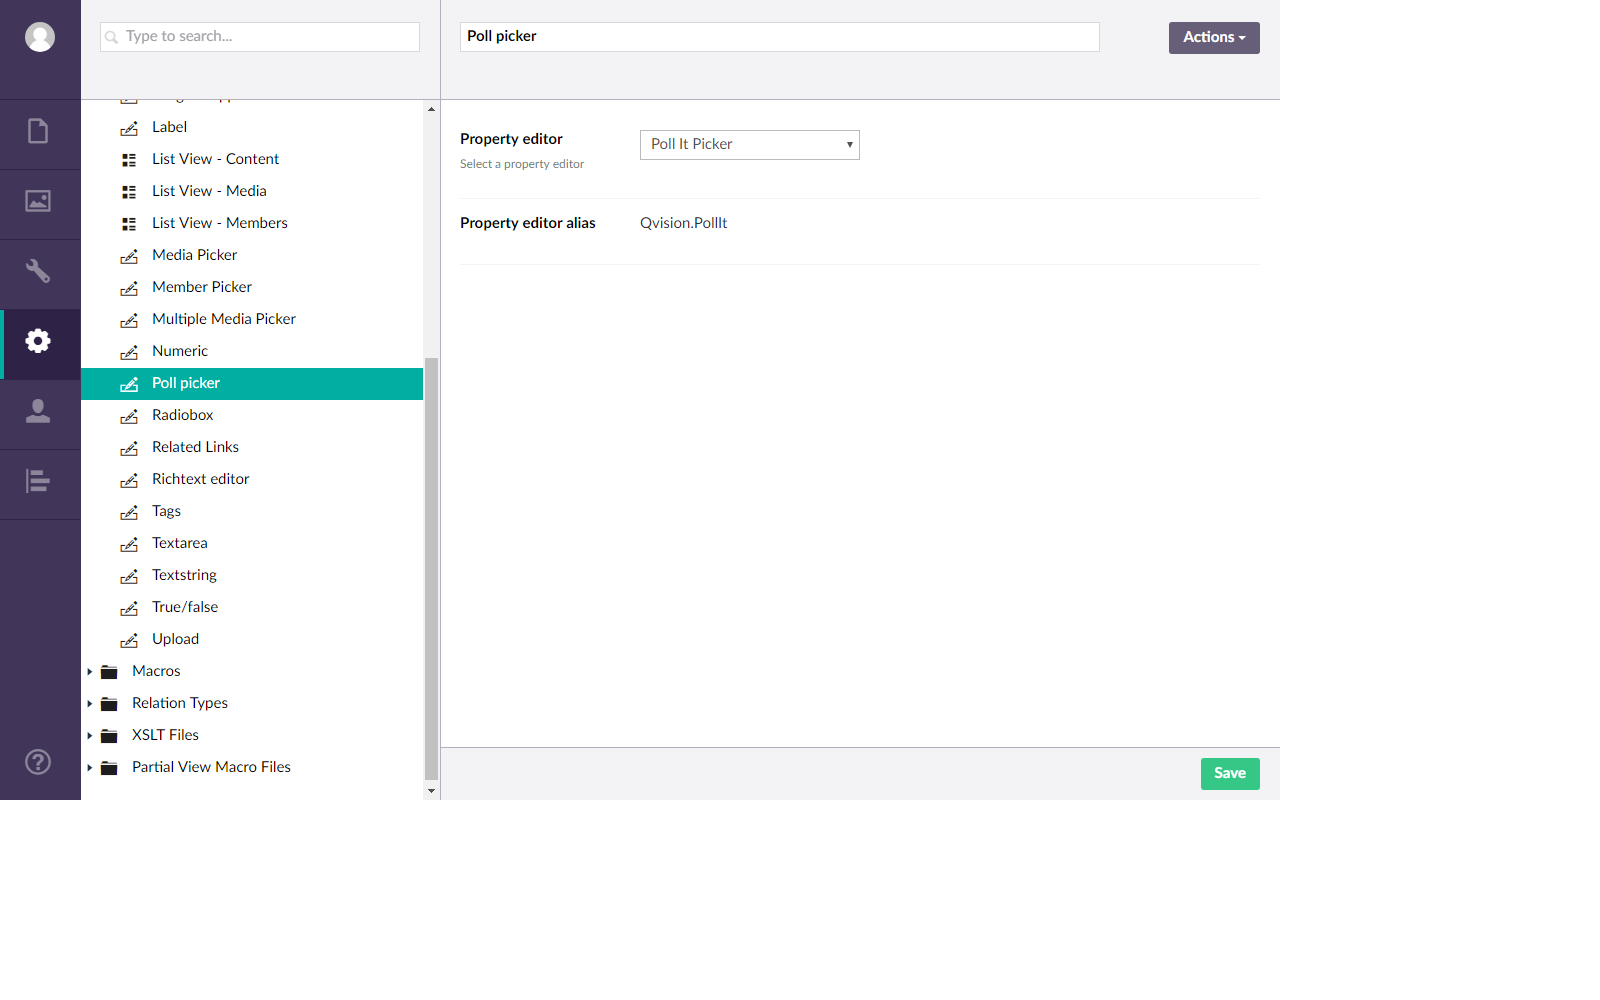 Type to search...
Poll picker
Actions
Label
List View - Content
List View - Media
List View - Members
Media Picker
Member Picker
Multiple Media Picker
Numeric
Poll picker
Radiobox
Related Links
Richtext editor
Tags
Textarea
Textstring
True/false
Upload
Macros
Relation Types
XSLT Files
Partial View Macro Files
Property editor
Select a property editor
Poll It Picker
Property editor alias
Qvision.PollIt
Save